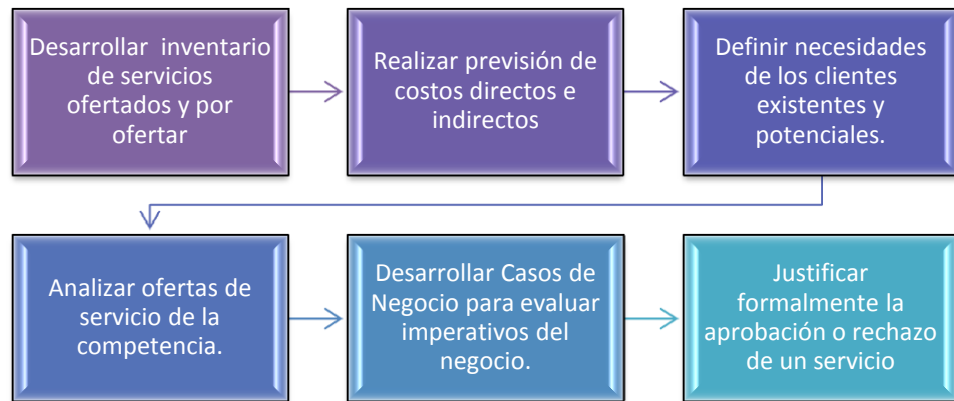 Desarrollar inventario
de servicios
ofertados y por
ofertar
Realizar previsión de
costos directos e
indirectos
Definir necesidades
de los clientes
existentes y
potenciales.
Analizar ofertas de
servicio de la
competencia.
Desarrollar Casos de
Negocio para evaluar
imperativos del
negocio.
Justificar
formalmente la
aprobación o rechazo
de un servicio